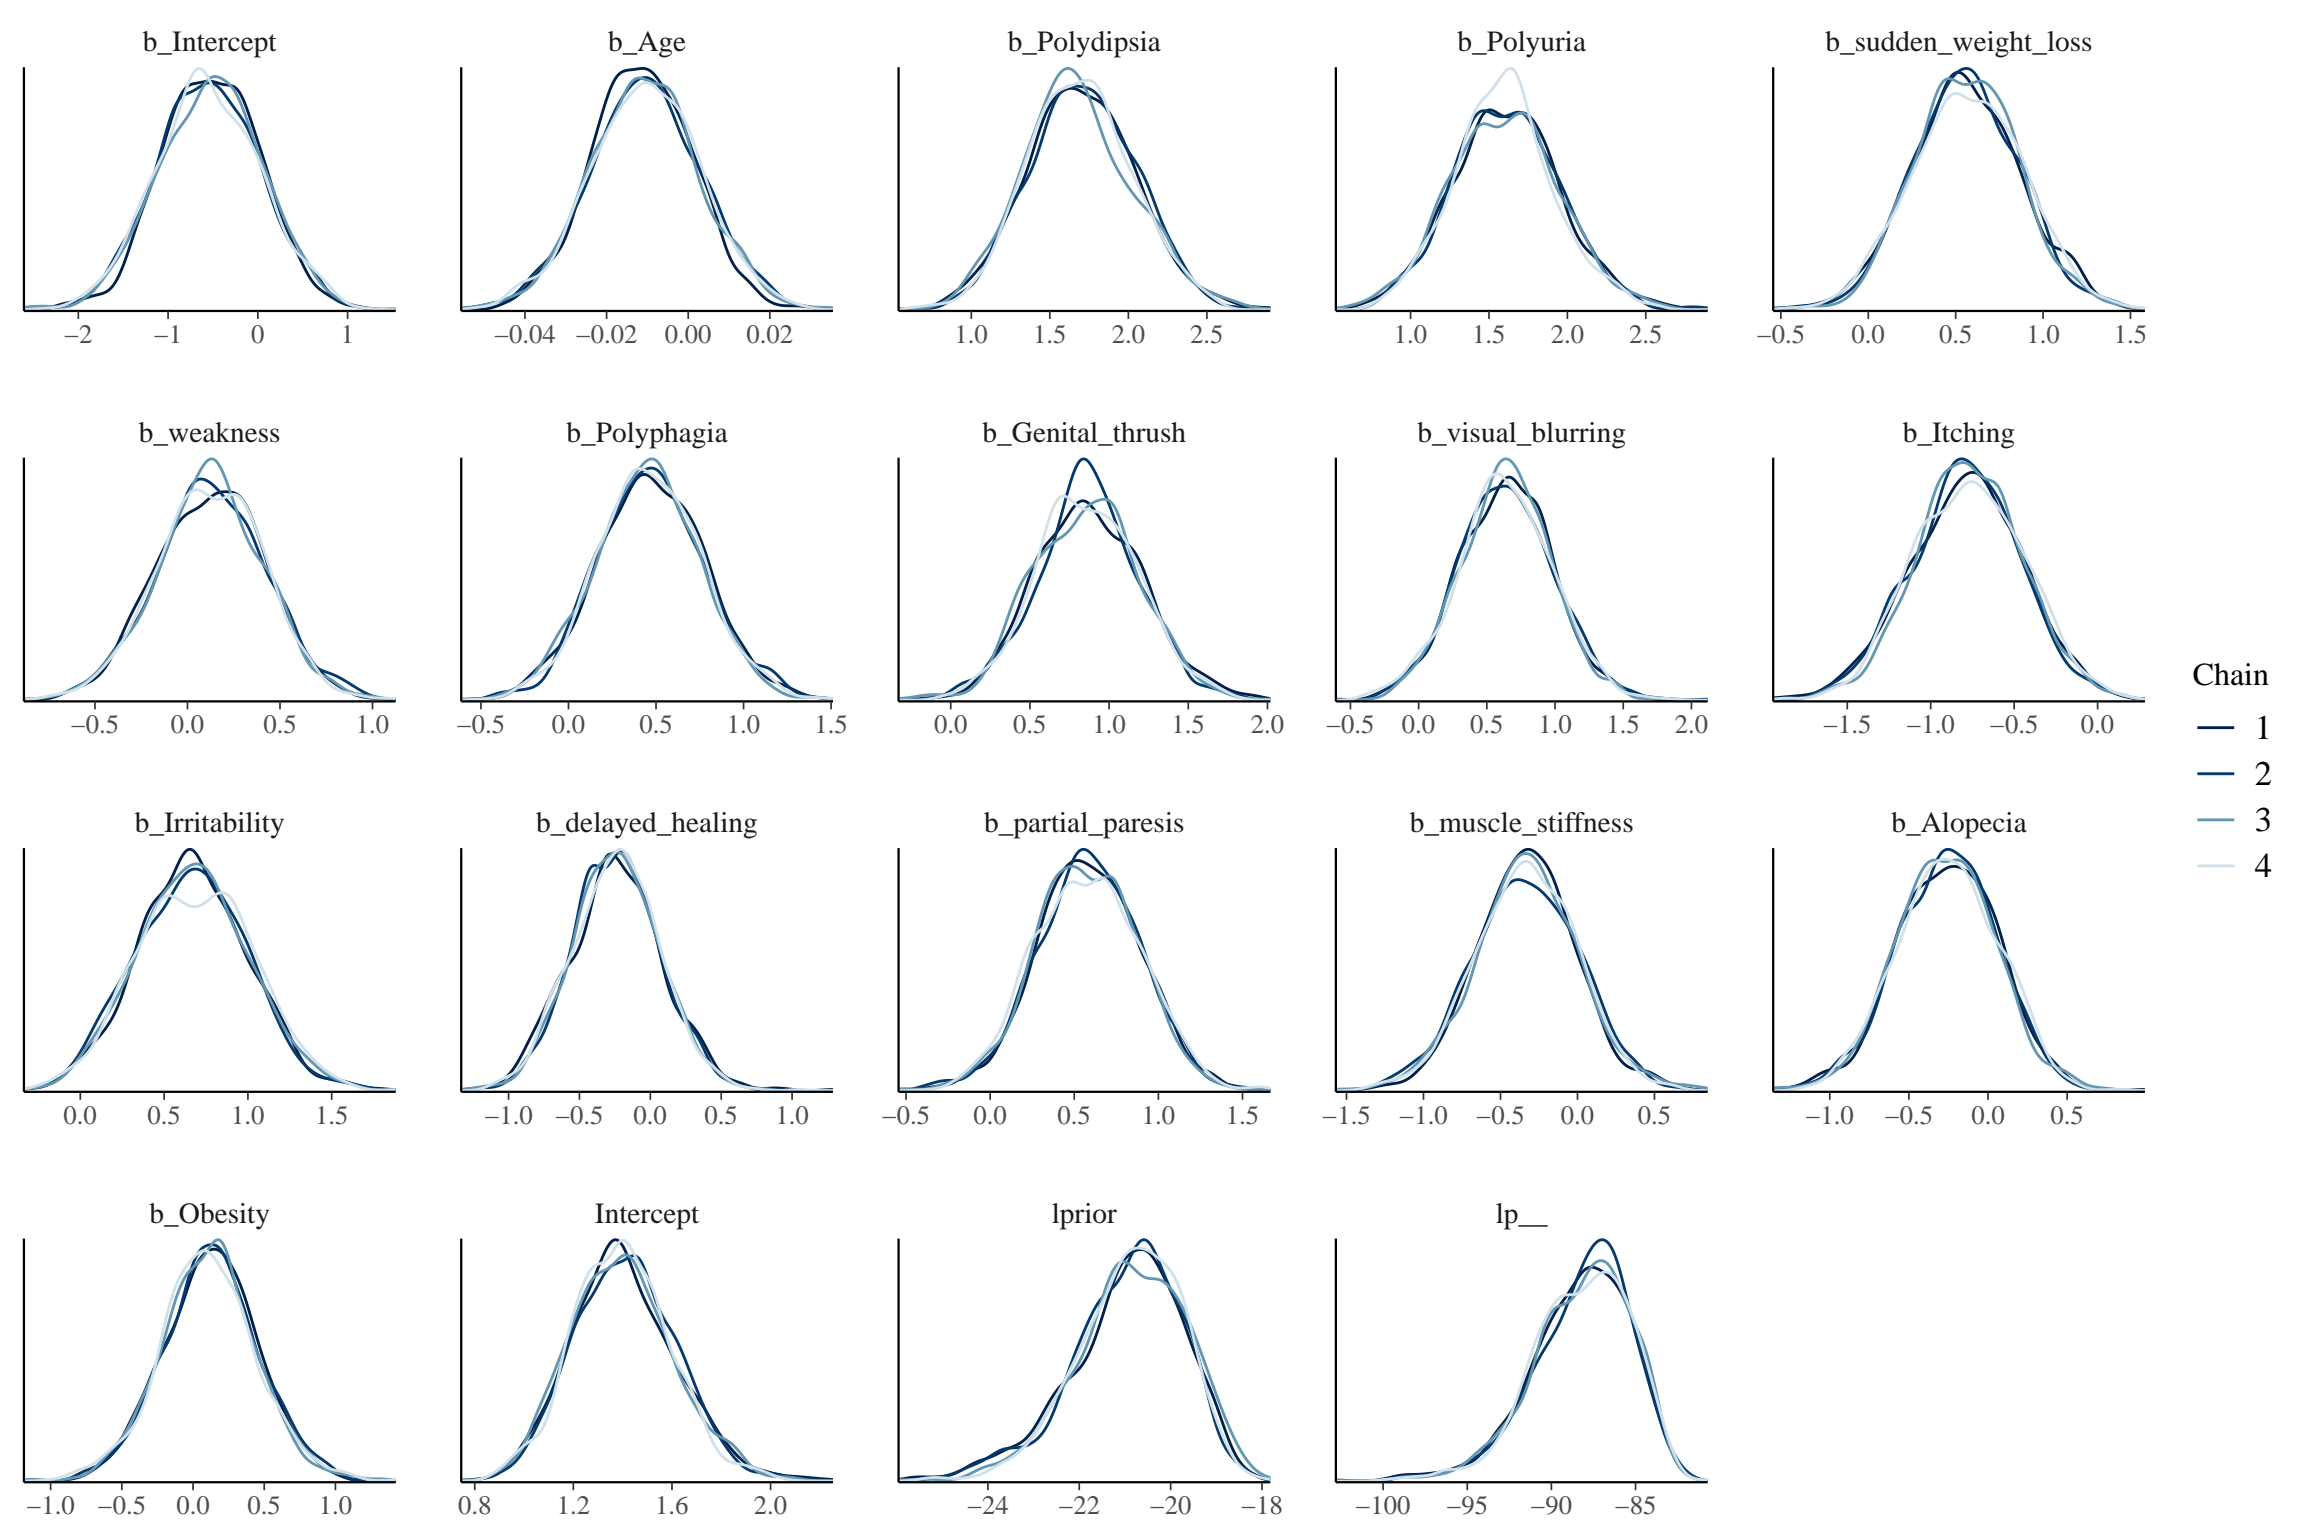 b_Intercept b_Age b_Polydipsia b_Polyuria b_sudden_weight_loss
−2 −1 0 1 −0.04 −0.02 0.00 0.02 1.0 1.5 2.0 2.5 1.0 1.5 2.0 2.5 −0.5 0.0 0.5 1.0 1.5
b_weakness b_Polyphagia b_Genital_thrush b_visual_blurring b_Itching
−0.5 0.0 0.5 1.0 −0.5 0.0 0.5 1.0 1.5 0.0 0.5 1.0 1.5 2.0 −0.5 0.0 0.5 1.0 1.5 2.0 −1.5 −1.0 −0.5 0.0
b_Irritability b_delayed_healing b_partial_paresis b_muscle_stiffness b_Alopecia
0.0 0.5 1.0 1.5 −1.0 −0.5 0.0 0.5 1.0 −0.5 0.0 0.5 1.0 1.5 −1.5 −1.0 −0.5 0.0 0.5 −1.0 −0.5 0.0 0.5
b_Obesity Intercept lprior lp__
−1.0 −0.5 0.0 0.5 1.0 0.8 1.2 1.6 2.0 −24 −22 −20 −18 −100 −95 −90 −85
Chain
1
2
3
4